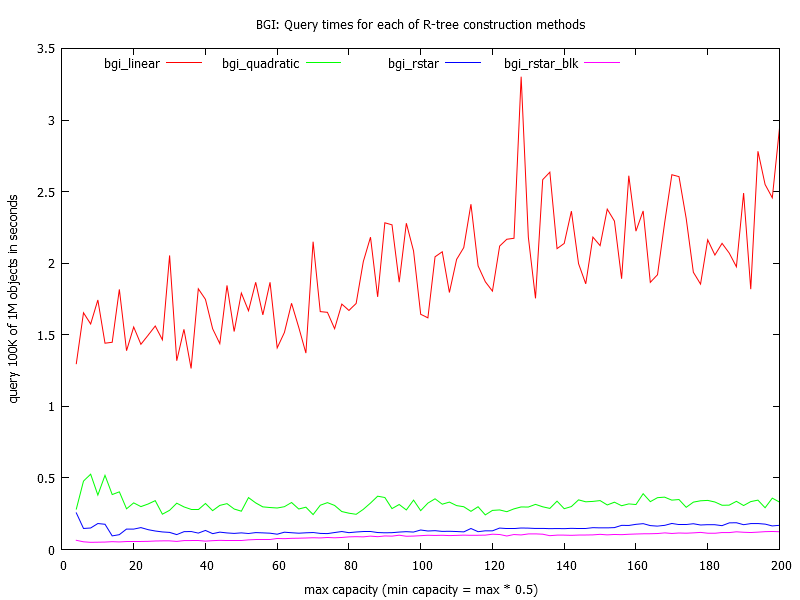 BGI: Query times for each of R-tree construction methods
bgi_linear bgi_quadratic bgi_rstar bgi_rstar_blk
query 100K of 1M objects in seconds
3.5
3
2.5
2
1.5
1
0.5
0
0 20 40 60 80 100 120 140 160 180 200
max capacity (min capacity = max * 0.5)